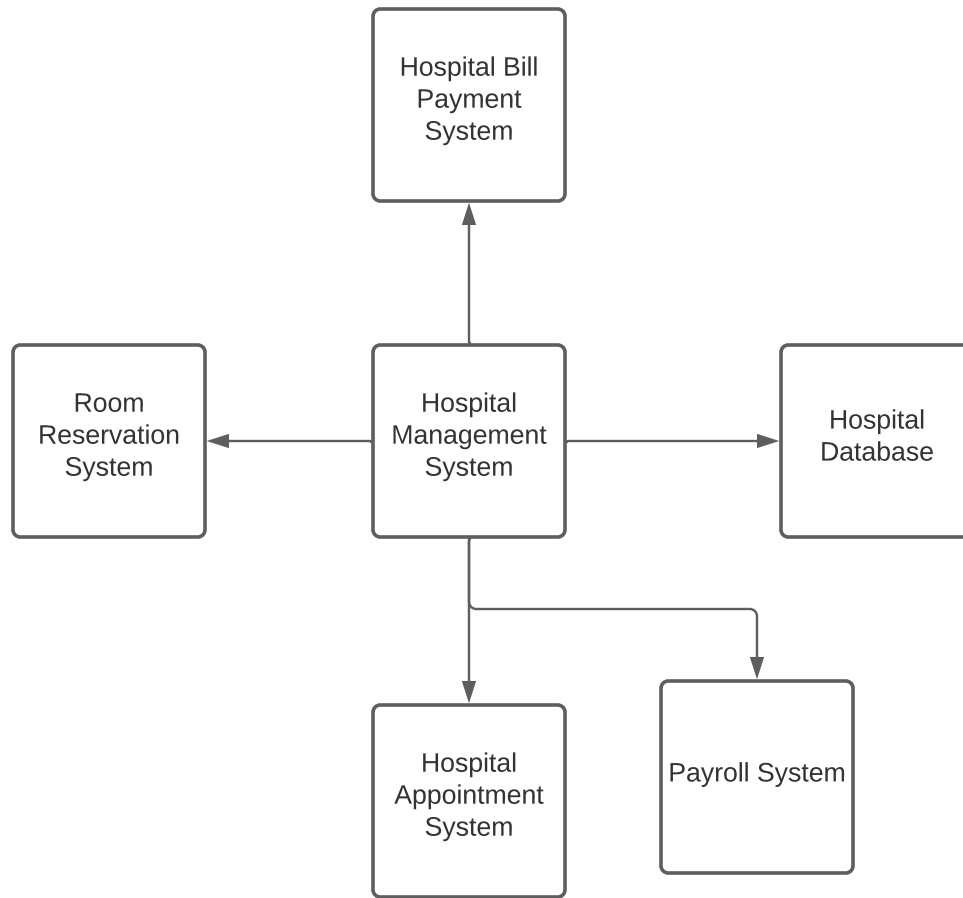 Hospital Bill
Payment
System
Room
Reservation
System
Hospital
Management
System
Hospital
Database
Hospital
Appointment
System
Payroll System